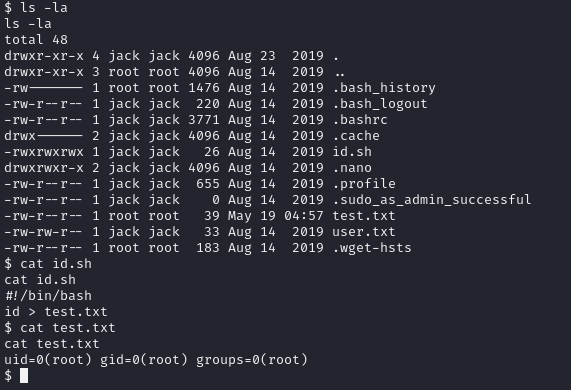 $ ls -la
ls -la
total 48
drwxr-xr-x 4 jack jack 4096 Aug 23  2019 .
drwxr-xr-x 3 root root 4096 Aug 14  2019 ..
-rw------- 1 root root 1476 Aug 14  2019 .bash_history
-rw-r--r-- 1 jack jack  220 Aug 14  2019 .bash_logout
-rw-r--r-- 1 jack jack 3771 Aug 14  2019 .bashrc
drwx------ 2 jack jack 4096 Aug 14  2019 .cache
-rwxrwxrwx 1 jack jack   26 Aug 14  2019 id.sh
drwxrwxr-x 2 jack jack 4096 Aug 14  2019 .nano
-rw-r--r-- 1 jack jack  655 Aug 14  2019 .profile
-rw-r--r-- 1 jack jack    0 Aug 14  2019 .sudo_as_admin_successful
-rw-r--r-- 1 root root   39 May 19 04:57 test.txt
-rw-rw-r-- 1 jack jack   33 Aug 14  2019 user.txt
-rw-r--r-- 1 root root  183 Aug 14  2019 .wget-hsts
$ cat id.sh
cat id.sh
#!/bin/bash
id > test.txt
$ cat test.txt
cat test.txt
uid=0(root) gid=0(root) groups=0(root)
$